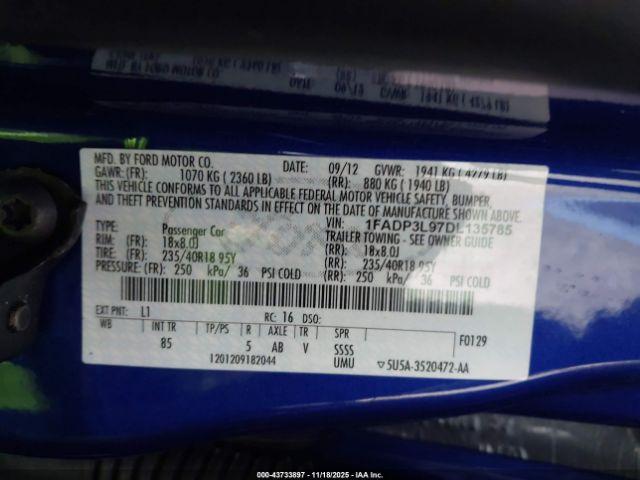 MFD. BY FORD MOTOR CO. DATE: 09/12 GVWR: 1941 KG ( 4279 LB)
GAWR: (FR): 1070 KG ( 2360 LB) (RR): 880 KG ( 1940 LB)
THIS VEHICLE CONFORMS TO ALL APPLICABLE FEDERAL MOTOR VEHICLE SAFETY, BUMPER,
AND THEFT PREVENTION STANDARDS IN EFFECT ON THE DATE OF MANUFACTURE SHOWN ABOVE.
VIN: 1FADP3L97DL135785
TYPE: Passenger Car TRAILER TOWING - SEE OWNER GUIDE
RIM: (FR) 18x8.0J (RR) 18x8.0J
TIRE: (FR) 235/40R18 95Y (RR) 235/40R18 95Y
PRESSURE: (FR) 250 kPa/ 36 PSI COLD (RR) 250 kPa/ 36 PSI COLD
EXT PNT: L1 RC: 16 DSO: F0129
WB INT TR TP/PS R AXLE TR SPR
85 5 AB V SSSS
1201209182044 UMU ▽5U5A-3520472-AA
000-43733897 - 11/18/2025 - IAAI.CA